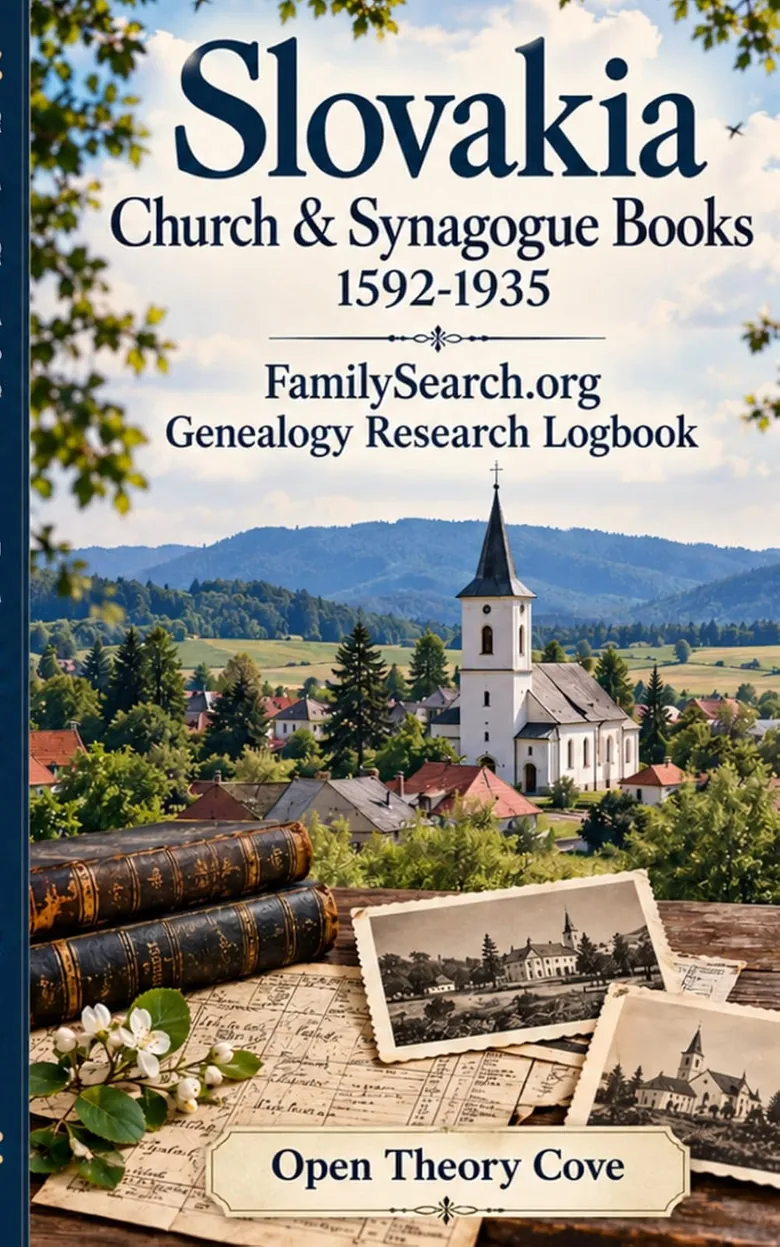 Slovakia
Church & Synagogue Books
1592-1935
FamilySearch.org
Genealogy Research Logbook
Open Theory Cove